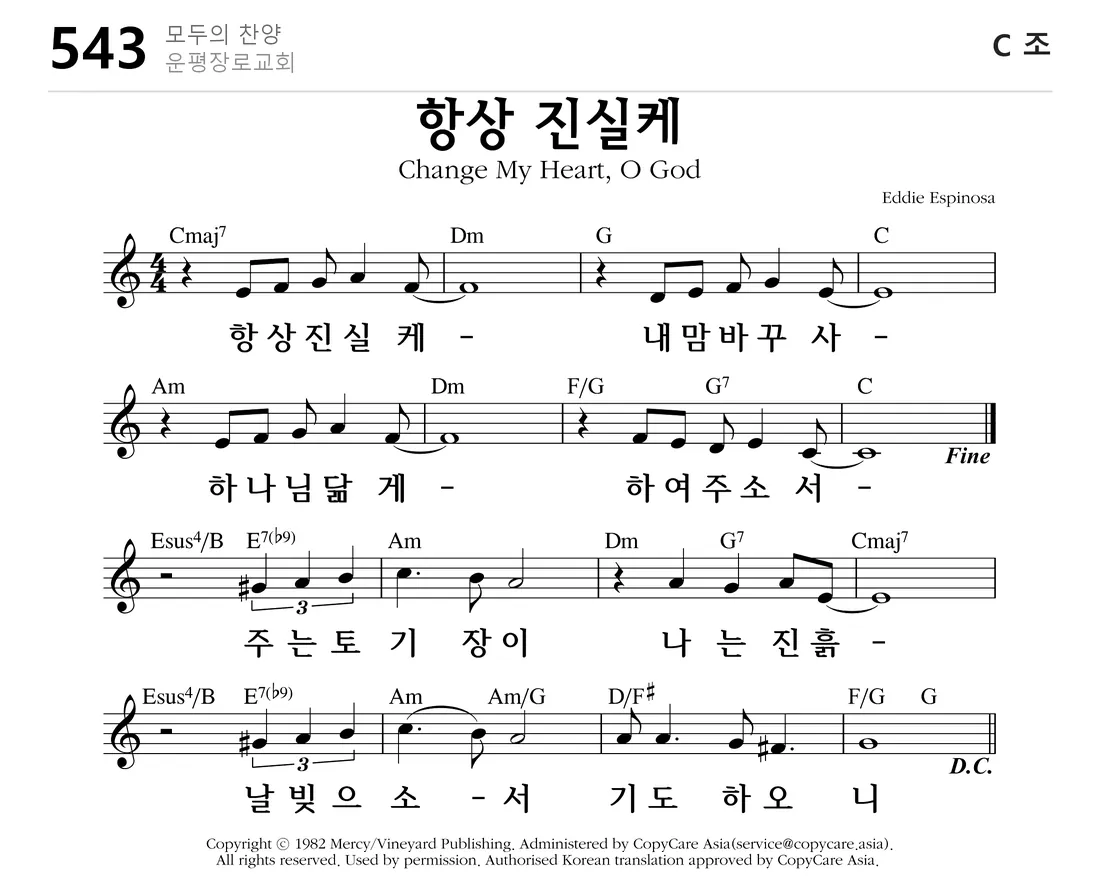 543 모두의 찬양 C 조
운평장로교회
항상 진실케
Change My Heart, O God
Eddie Espinosa
Cmaj7 Dm G C
4/4
항상진실 케 - 내맘바꾸 사 -
Am Dm F/G G7 C
Fine
하나님닮 게 - 하여주소 서 -
Esus4/B E7(♭9) Am Dm G7 Cmaj7
3
주는토 기 장이 나 는 진흙 -
Esus4/B E7(♭9) Am Am/G D/F♯ F/G G
3
D.C.
날빚으 소 -서 기도 하오 니
Copyright © 1982 Mercy/Vineyard Publishing. Administered by CopyCare Asia(service@copycare.asia).
All rights reserved. Used by permission. Authorised Korean translation approved by CopyCare Asia.